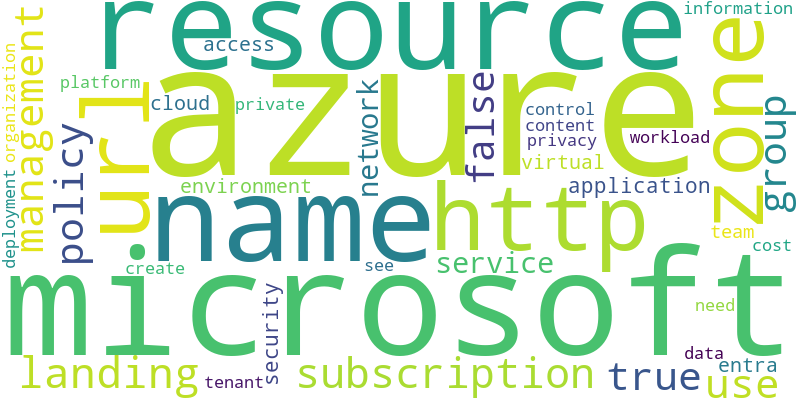 resource
information
access
management
organization
platform
url
azure
zone
cloud
private
false
control
content
privacy
workload
group
policy
network
virtual
environment
application
name
http
team
deployment
service
cost
create
see
microsoft
security
need
data
landing
tenant
subscription
true
entra
use